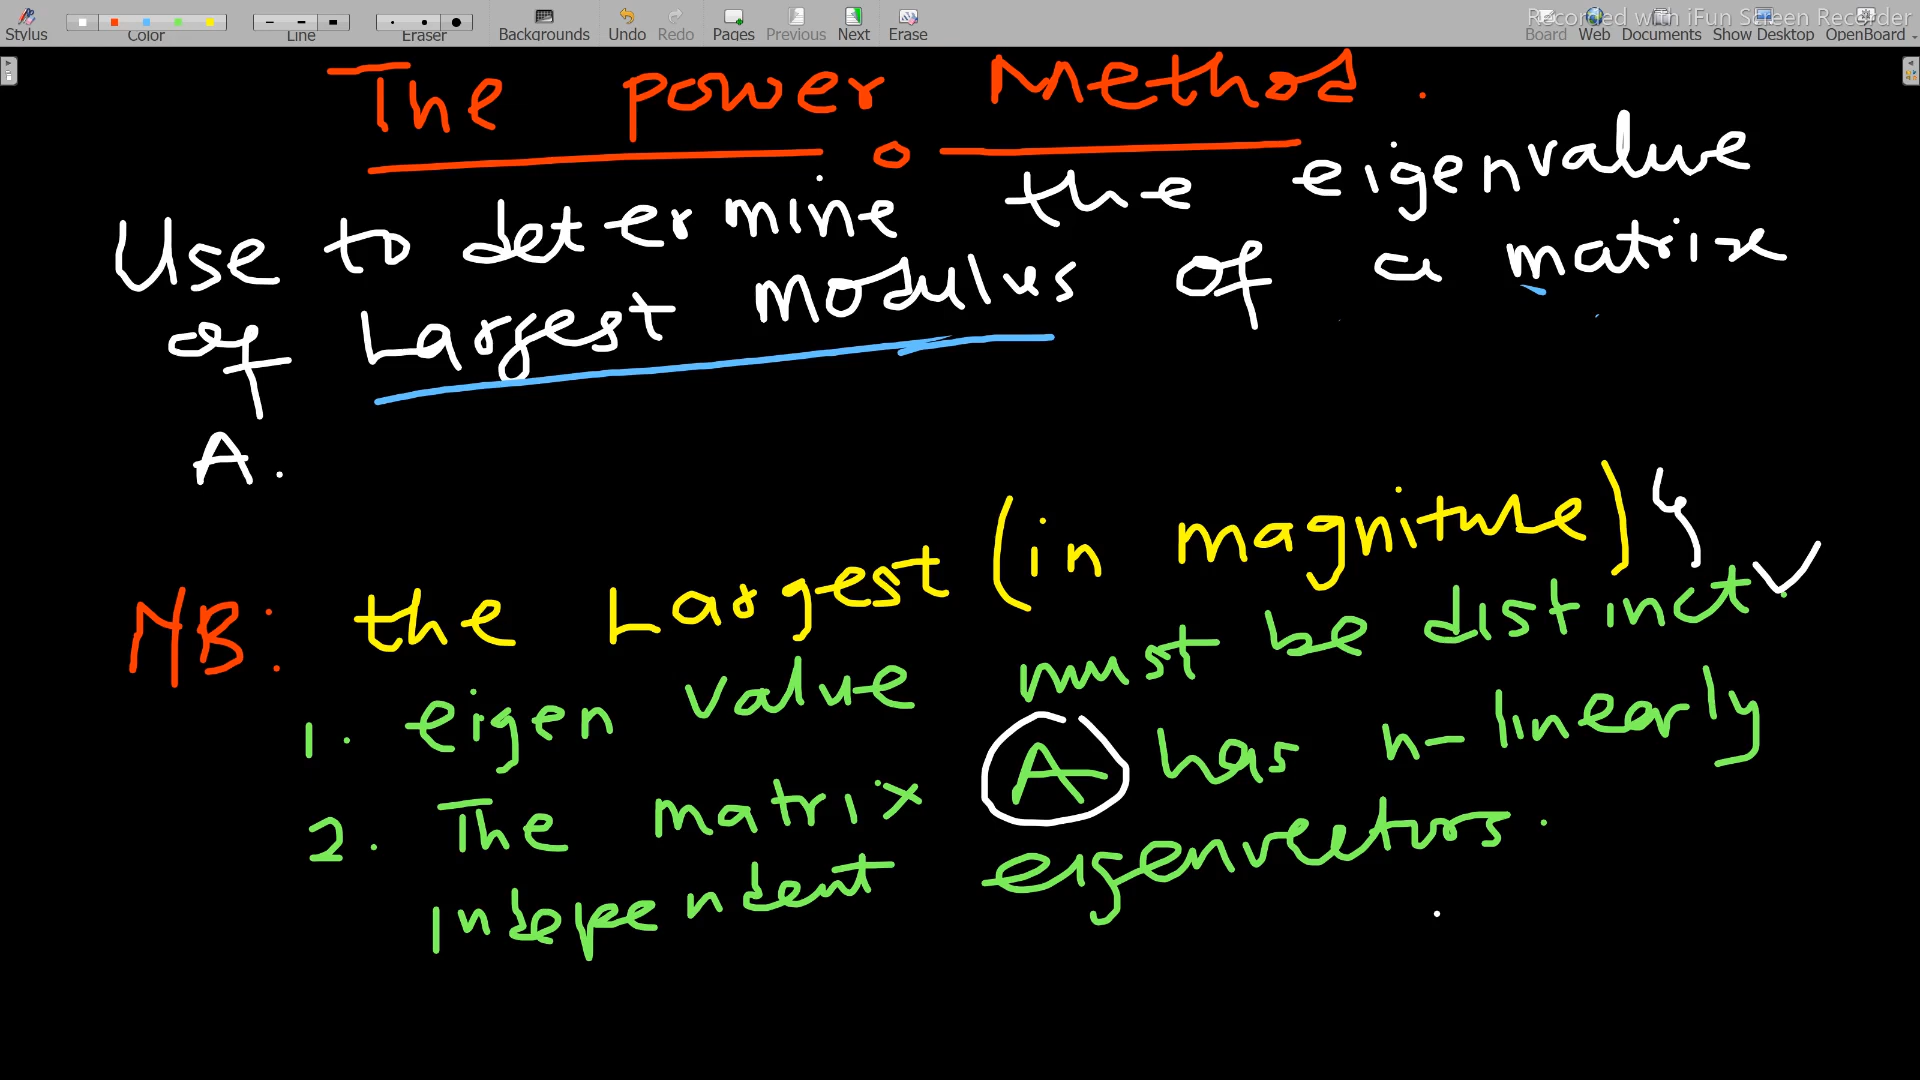 Recorded with iFun Screen Recorder
Stylus Color Line Eraser Backgrounds Undo Redo Pages Previous Next Erase Board Web Documents Show Desktop OpenBoard
The power Method.
Use to determine the eigenvalue
of Largest modulus of a matrix
A.
NB: the Largest (in magniture)
1. eigen value must be distinct.
2. The matrix A has n-linearly
independent eigenvectors.